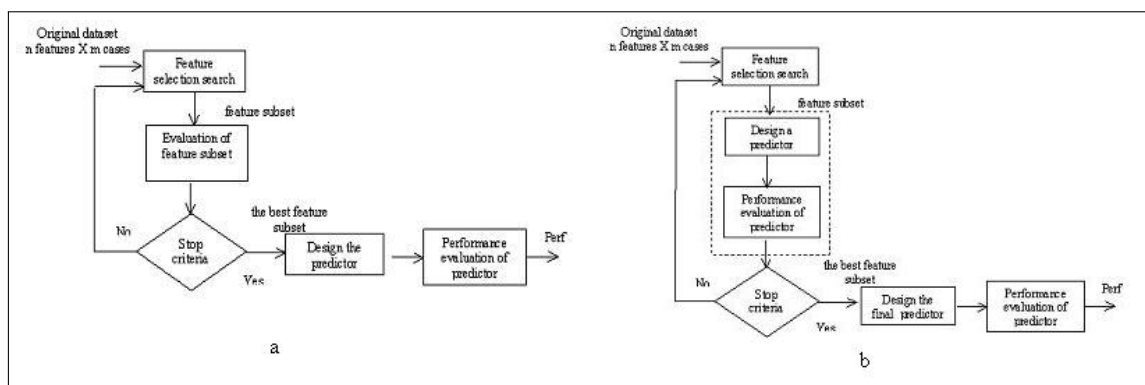 Original dataset
n features X m cases
Feature
selection search
feature subset
Evaluation of
feature subset
Stop
criteria
No
Yes
the best feature
subset
Design the
predictor
Performance
evaluation of
predictor
Perf
a
Original dataset
n features X m cases
Feature
selection search
feature subset
Design a
predictor
Performance
evaluation of
predictor
Stop
criteria
No
Yes
the best feature
subset
Design the
final predictor
Performance
evaluation of
predictor
Perf
b